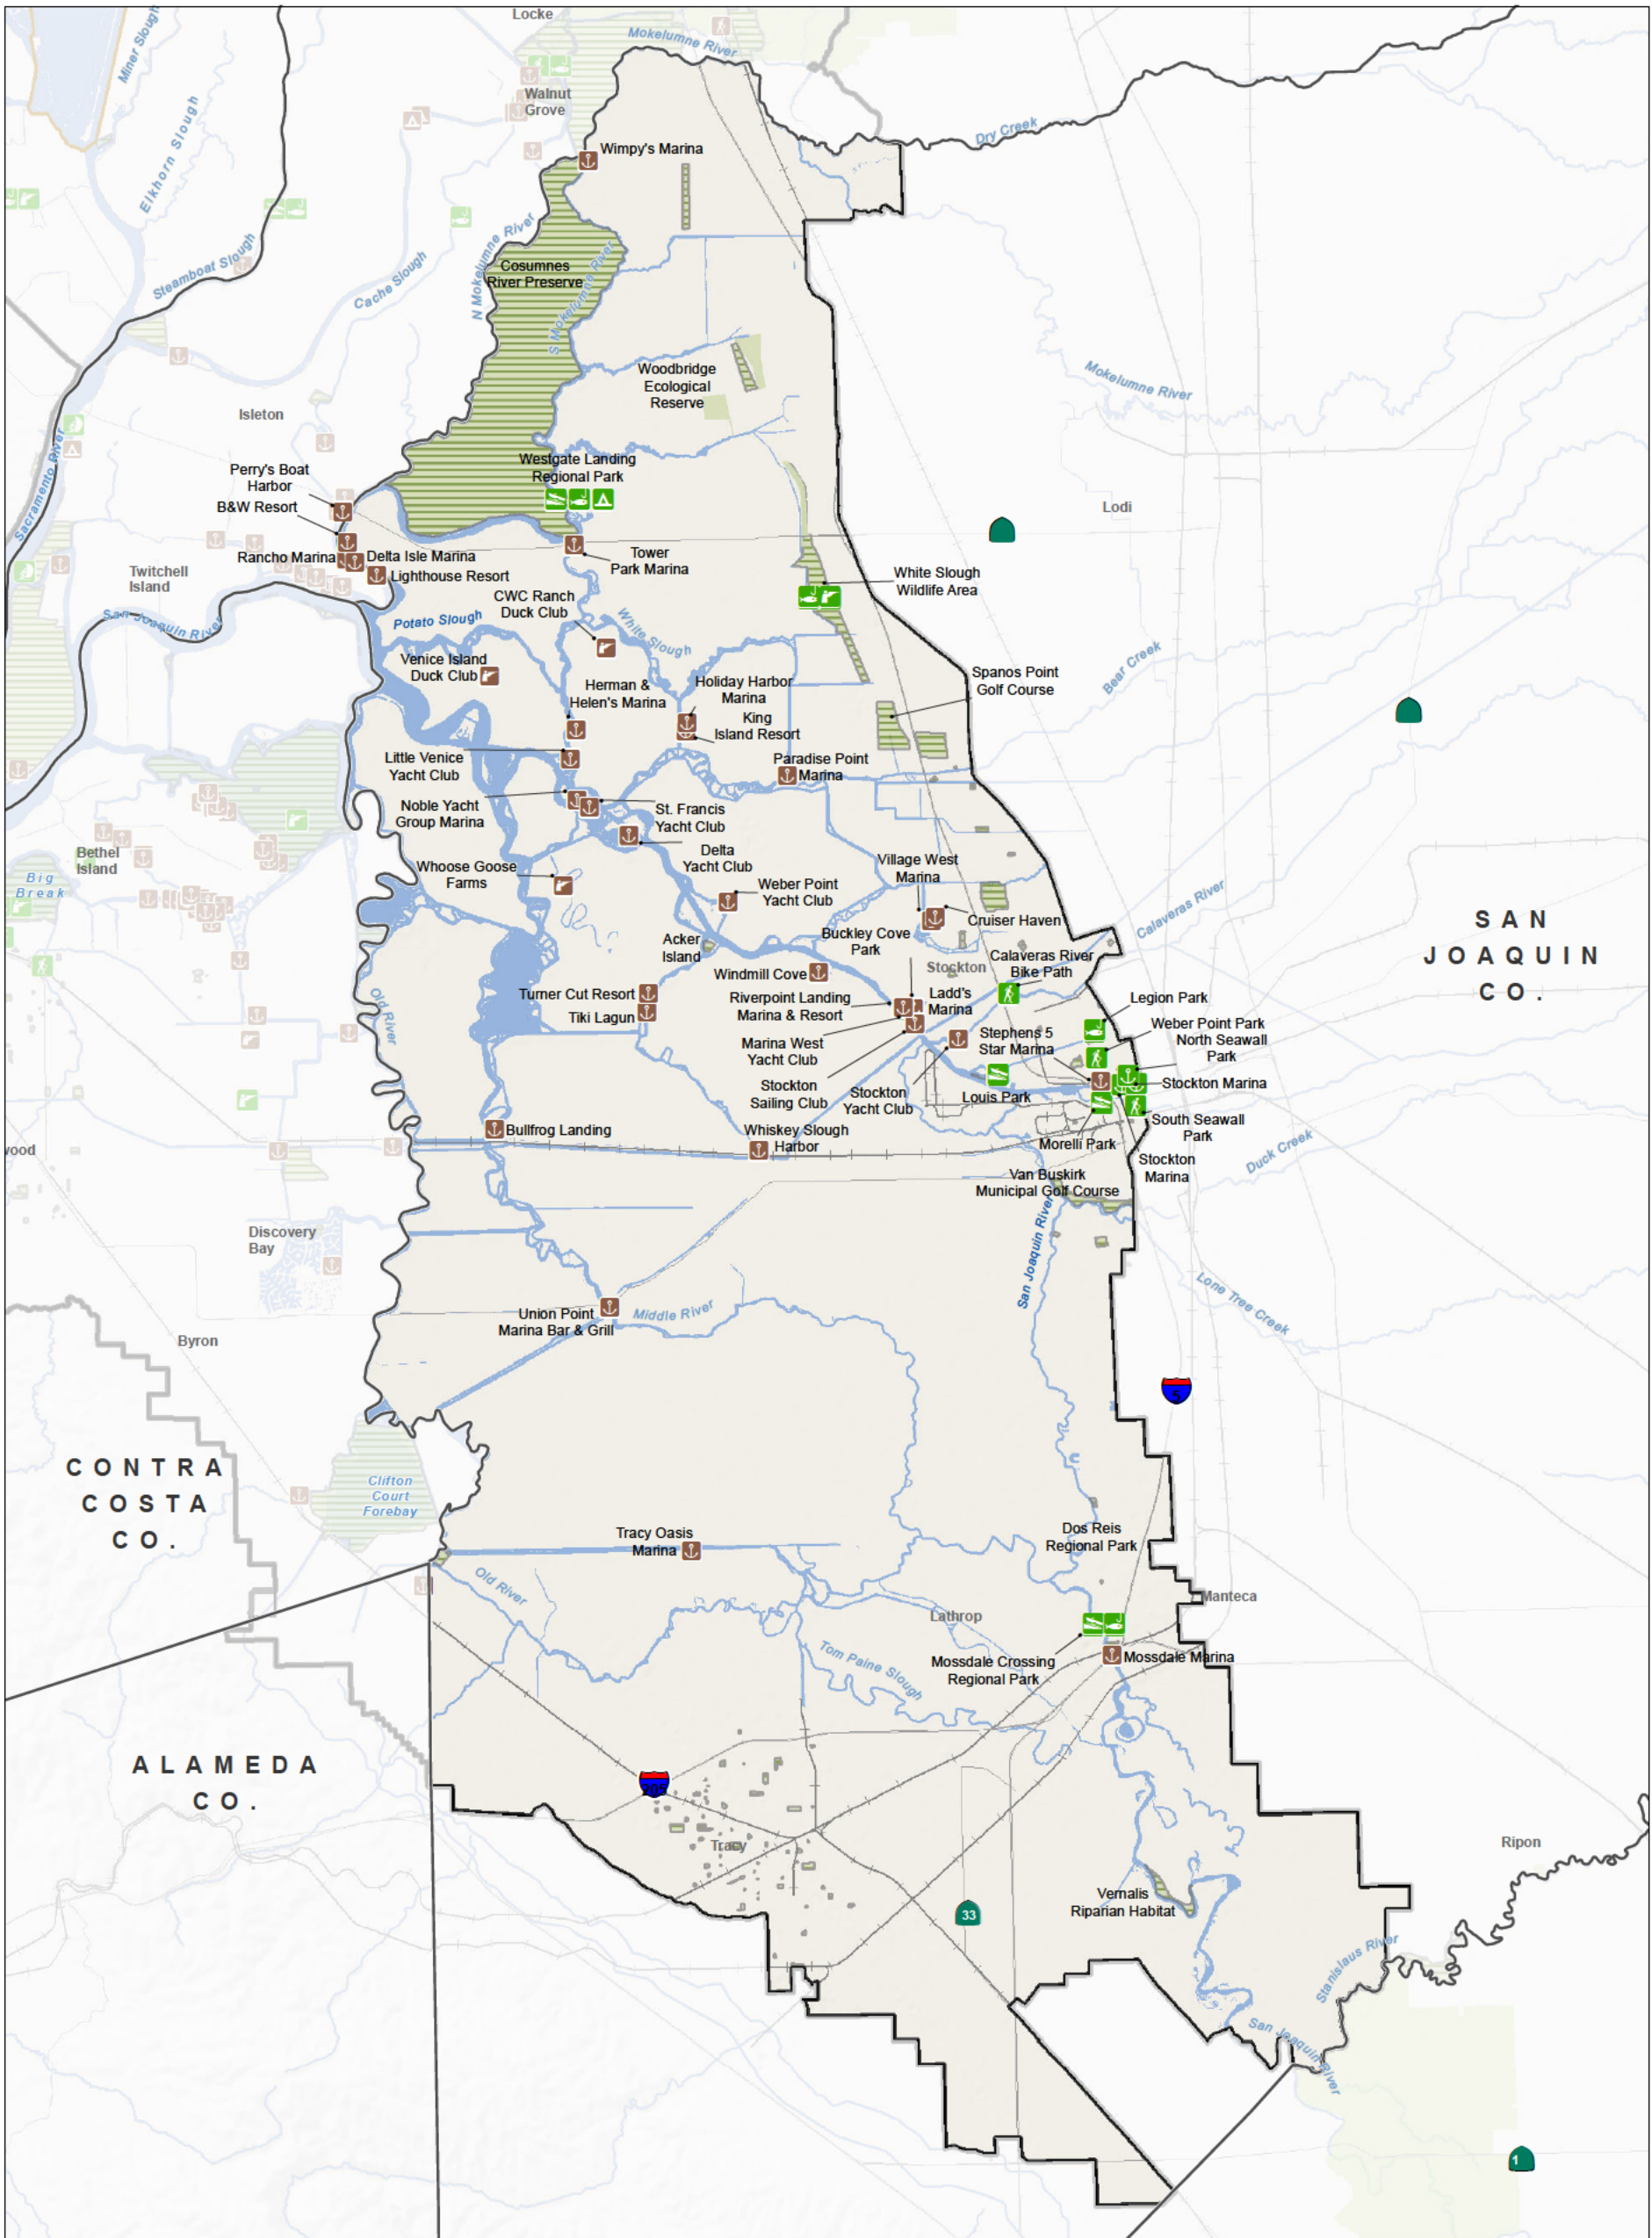 Locke
Miner Slough
Mokelumne River
Walnut
Grove
Elkhorn Slough
Dry Creek
Wimpy's Marina
Steamboat Slough
Cache Slough
N Mokelumne River
Cosumnes
River Preserve
S Mokelumne River
Woodbridge
Ecological
Reserve
Mokelumne River
Isleton
Sacramento River
Westgate Landing
Regional Park
Perry's Boat
Harbor
B&W Resort
Lodi
Rancho Marina
Delta Isle Marina
Lighthouse Resort
Tower
Park Marina
Twitchell
Island
White Slough
Wildlife Area
CWC Ranch
Duck Club
San Joaquin River
Potato Slough
White Slough
Bear Creek
Venice Island
Duck Club
Herman &
Helen's Marina
Holiday Harbor
Marina
Spanos Point
Golf Course
King
Island Resort
Little Venice
Yacht Club
Paradise Point
Marina
Noble Yacht
Group Marina
St. Francis
Yacht Club
Bethel
Island
Big
Break
Whoose Goose
Farms
Delta
Yacht Club
Village West
Marina
Weber Point
Yacht Club
Calaveras River
Cruiser Haven
SAN
JOAQUIN
CO.
Acker
Island
Buckley Cove
Park
Stockton
Calaveras River
Bike Path
Windmill Cove
Turner Cut Resort
Tiki Lagun
Old River
Riverpoint Landing
Marina & Resort
Ladd's
Marina
Legion Park
Marina West
Yacht Club
Stephens 5
Star Marina
Weber Point Park
North Seawall
Park
Stockton
Sailing Club
Stockton
Yacht Club
Louis Park
Stockton Marina
Bullfrog Landing
Whiskey Slough
Harbor
Morelli Park
South Seawall
Park
wood
Stockton
Marina
Duck Creek
Van Buskirk
Municipal Golf Course
Discovery
Bay
San Joaquin River
Lone Tree Creek
Union Point
Marina Bar & Grill
Middle River
Byron
5
CONTRA
COSTA
CO.
Clifton
Court
Forebay
Tracy Oasis
Marina
Dos Reis
Regional Park
Old River
Manteca
Lathrop
Tom Paine Slough
Mossdale Crossing
Regional Park
Mossdale Marina
ALAMEDA
CO.
205
Tracy
Ripon
Vernalis
Riparian Habitat
33
Stanislaus River
San Joaquin River
1